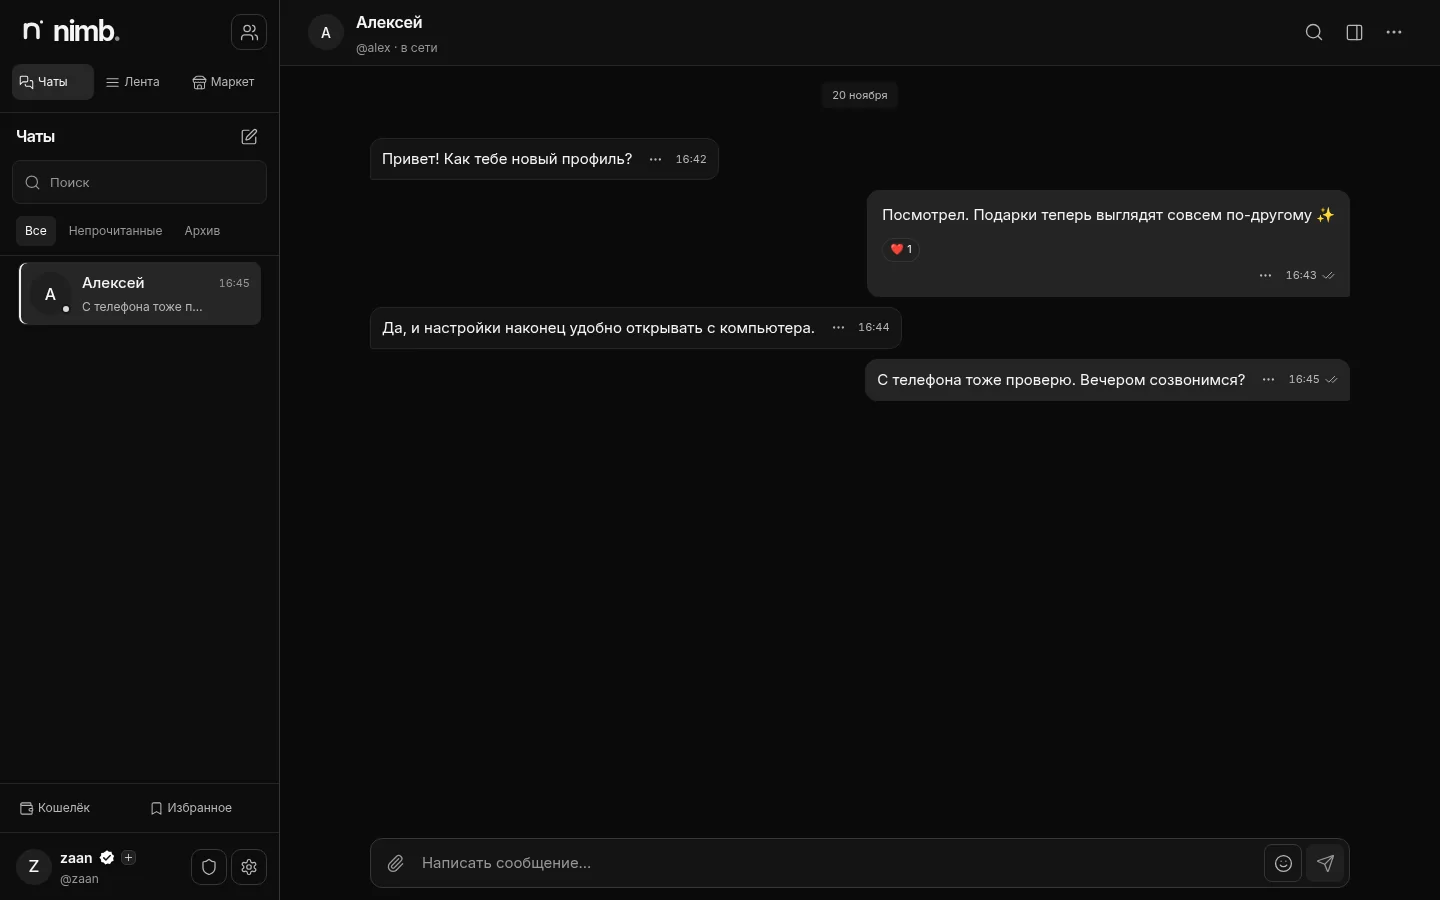 nimb.
Чаты
Лента
Маркет
Чаты
Поиск
Все
Непрочитанные
Архив
А
Алексей
16:45
С телефона тоже п...
Кошелёк
Избранное
Z
zaan
@zaan
А
Алексей
@alex · в сети
20 ноября
Привет! Как тебе новый профиль? 16:42
Посмотрел. Подарки теперь выглядят совсем по-другому ✨
❤️ 1
16:43
Да, и настройки наконец удобно открывать с компьютера. 16:44
С телефона тоже проверю. Вечером созвонимся? 16:45
Написать сообщение...